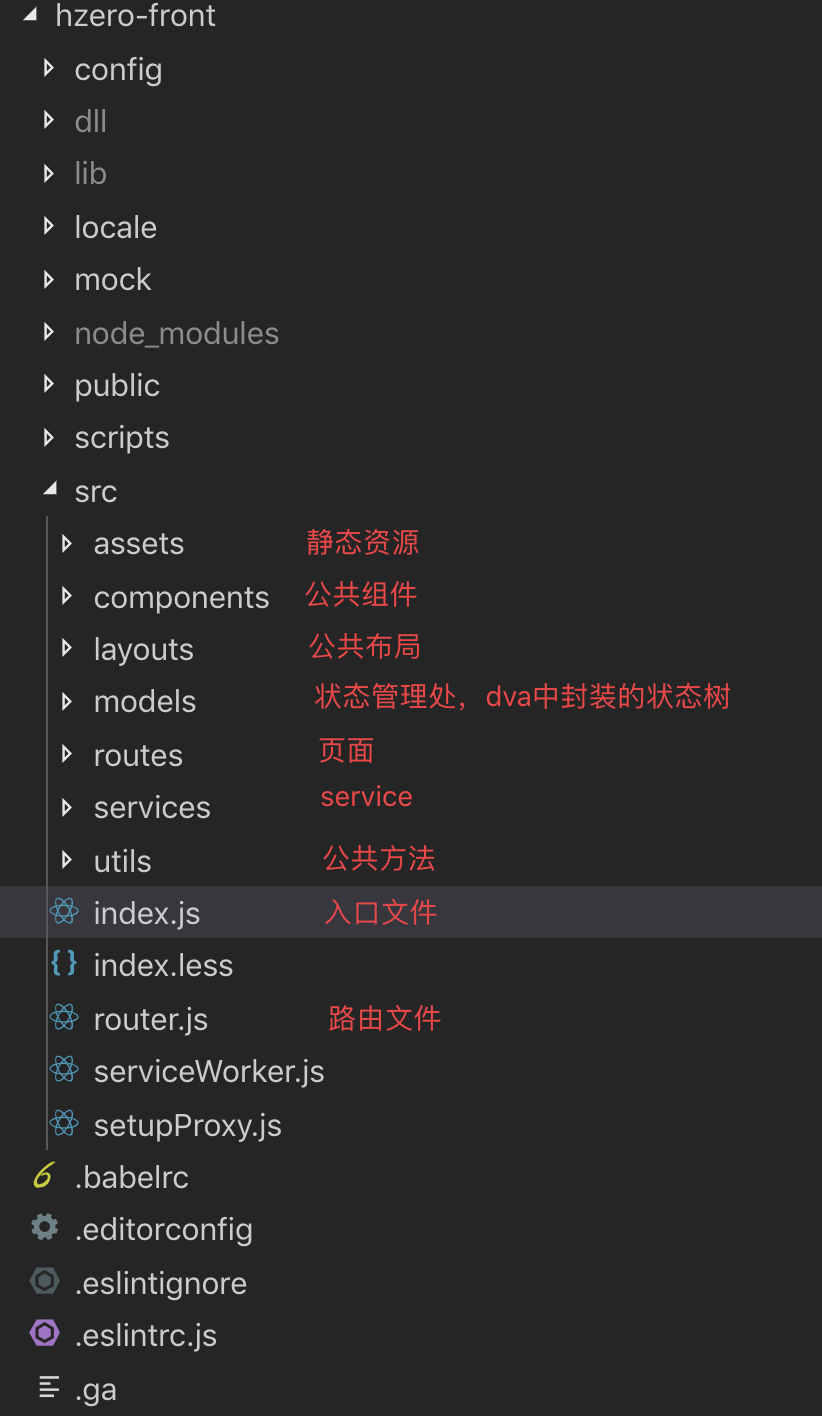 hzero-front
config
dll
lib
locale
mock
node_modules
public
scripts
src
assets 静态资源
components 公共组件
layouts 公共布局
models 状态管理处，dva中封装的状态树
routes 页面
services service
utils 公共方法
index.js 入口文件
index.less
router.js 路由文件
serviceWorker.js
setupProxy.js
.babelrc
.editorconfig
.eslintignore
.eslintrc.js
.ga